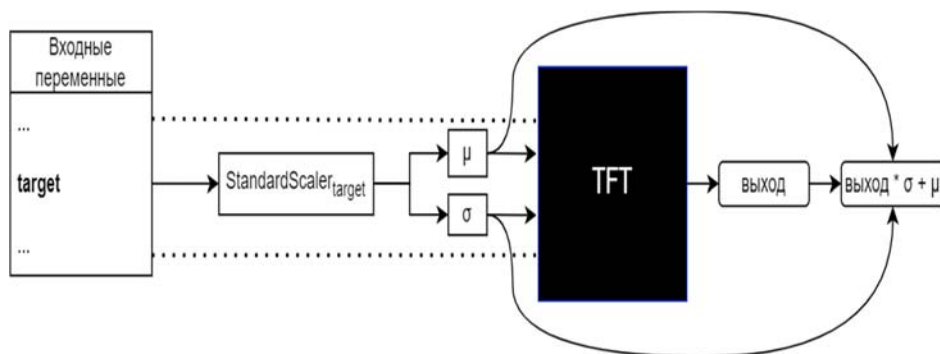 Входные
переменные
...
target
...
StandardScaler target
μ
σ
TFT
выход
выход * σ + μ